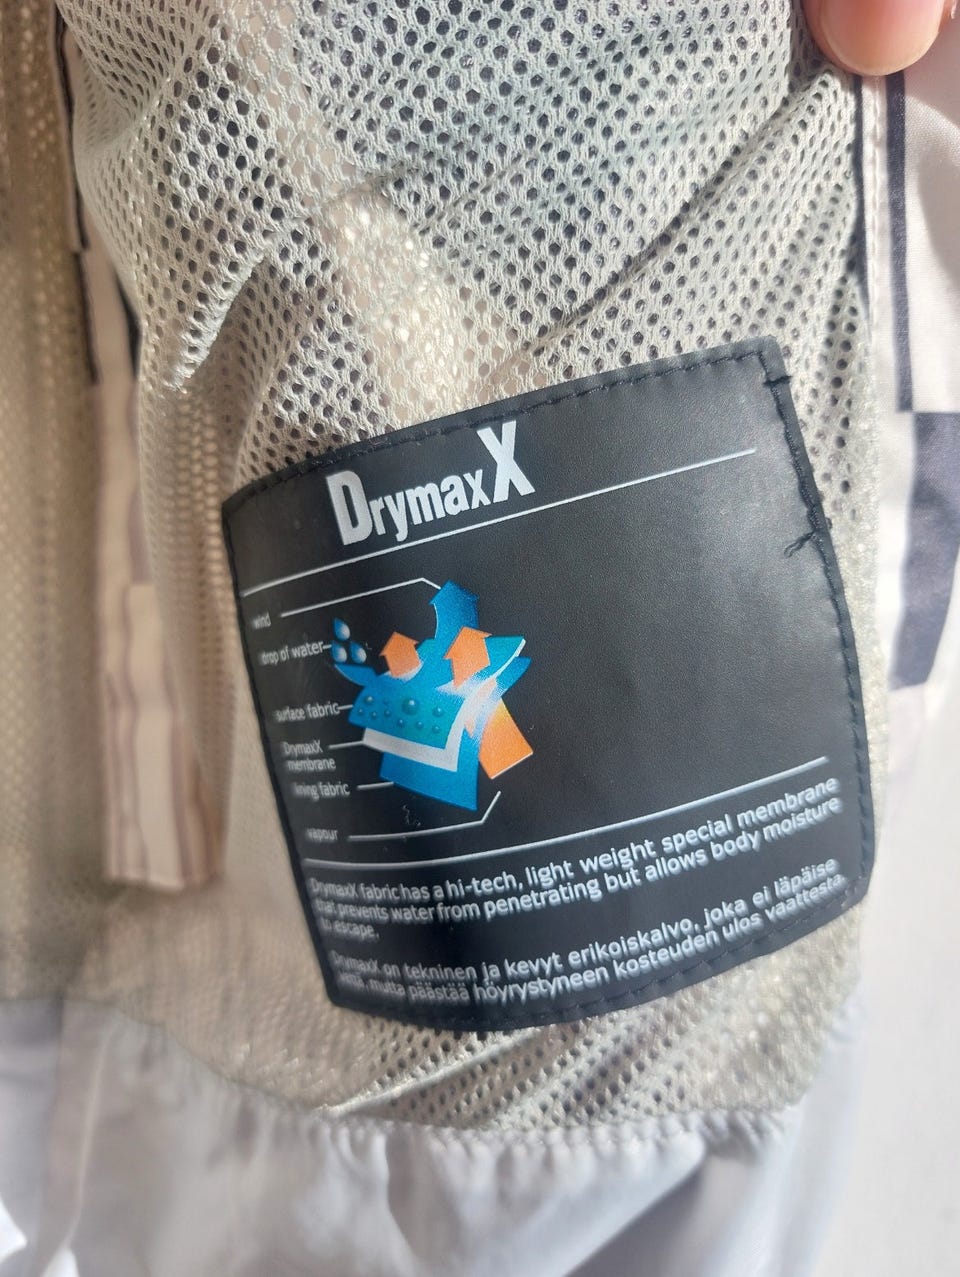 DrymaxX
wind
drop of water
surface fabric
DrymaxX
membrane
lining fabric
vapour
DrymaxX fabric has a hi-tech, light weight special membrane
that prevents water from penetrating but allows body moisture
to escape.
DrymaxX on tekninen ja kevyt erikoiskalvo, joka ei läpäise
vettä, mutta päästää höyrystyneen kosteuden ulos vaatteesta.